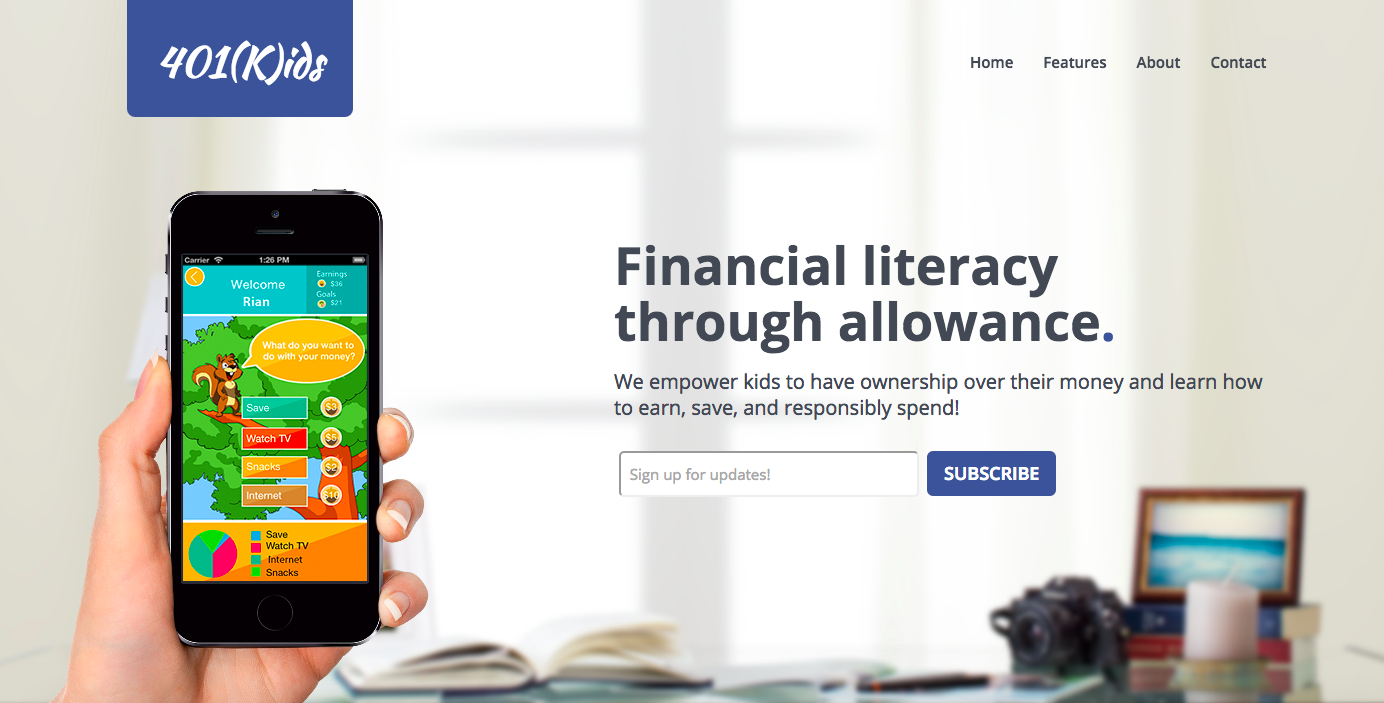 401(K)ids
Home Features About Contact
Carrier 1:26 PM
Welcome
Rian
Earnings
$36
Goals
$21
What do you want to
do with your money?
Save $3
Watch TV $5
Snacks $2
Internet $10
Save
Watch TV
Internet
Snacks
Financial literacy
through allowance.
We empower kids to have ownership over their money and learn how
to earn, save, and responsibly spend!
Sign up for updates!
SUBSCRIBE